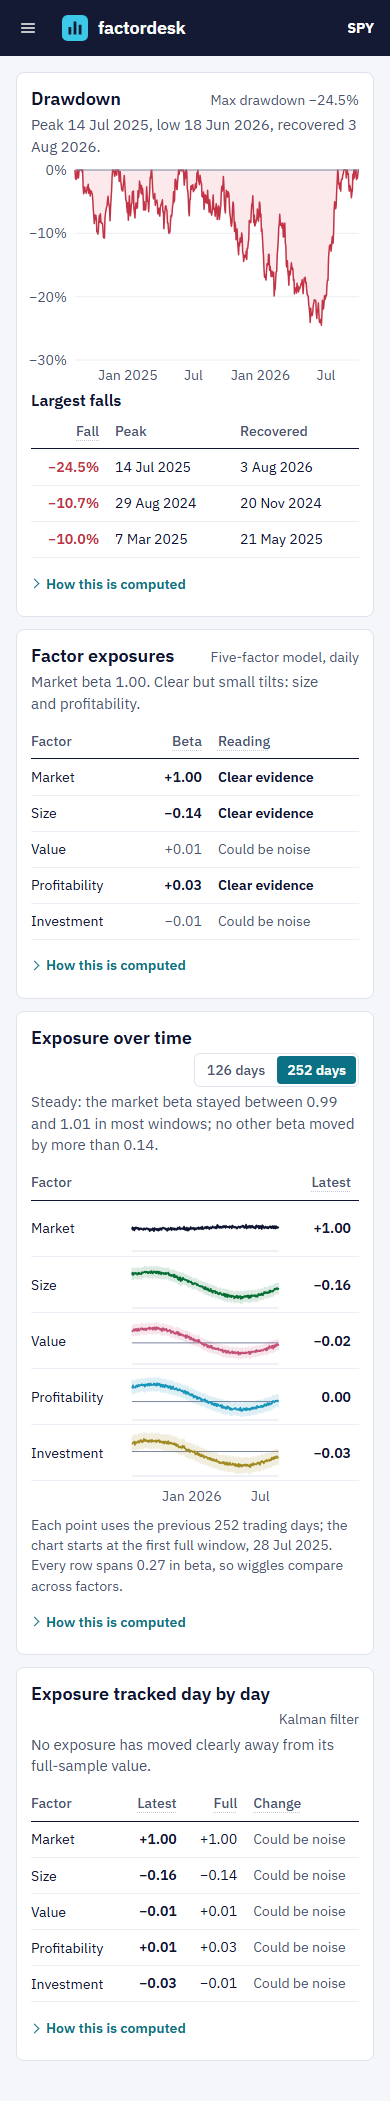 factordesk SPY
Drawdown Max drawdown −24.5%
Peak 14 Jul 2025, low 18 Jun 2026, recovered 3
Aug 2026.
0%
−10%
−20%
−30%
Jan 2025 Jul Jan 2026 Jul
Largest falls
Fall Peak Recovered
−24.5% 14 Jul 2025 3 Aug 2026
−10.7% 29 Aug 2024 20 Nov 2024
−10.0% 7 Mar 2025 21 May 2025
How this is computed
Factor exposures Five-factor model, daily
Market beta 1.00. Clear but small tilts: size
and profitability.
Factor Beta Reading
Market +1.00 Clear evidence
Size −0.14 Clear evidence
Value +0.01 Could be noise
Profitability +0.03 Clear evidence
Investment −0.01 Could be noise
How this is computed
Exposure over time
126 days 252 days
Steady: the market beta stayed between 0.99
and 1.01 in most windows; no other beta moved
by more than 0.14.
Factor Latest
Market +1.00
Size −0.16
Value −0.02
Profitability 0.00
Investment −0.03
Jan 2026 Jul
Each point uses the previous 252 trading days; the
chart starts at the first full window, 28 Jul 2025.
Every row spans 0.27 in beta, so wiggles compare
across factors.
How this is computed
Exposure tracked day by day
Kalman filter
No exposure has moved clearly away from its
full-sample value.
Factor Latest Full Change
Market +1.00 +1.00 Could be noise
Size −0.16 −0.14 Could be noise
Value −0.01 +0.01 Could be noise
Profitability +0.01 +0.03 Could be noise
Investment −0.03 −0.01 Could be noise
How this is computed